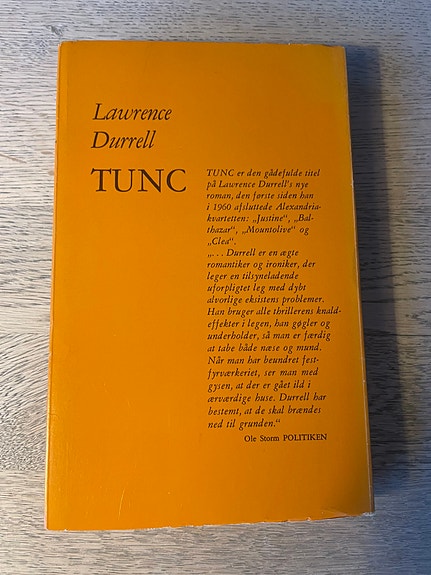 Lawrence
Durrell
TUNC
TUNC er den gådefulde titel
på Lawrence Durrell's nye
roman, den første siden han
i 1960 afsluttede Alexandria-
kvartetten: „Justine“, „Bal-
thazar“, „Mountolive“ og
„Clea“.
„. . . Durrell er en ægte
romantiker og ironiker, der
leger en tilsyneladende
uforpligtet leg med dybt
alvorlige eksistens problemer.
Han bruger alle thrillerens knald-
effekter i legen, han gøgler og
underholder, så man er færdig
at tabe både næse og mund.
Når man har beundret fest-
fyrværkeriet, ser man med
gysen, at der er gået ild i
ærværdige huse. Durrell har
bestemt, at de skal brændes
ned til grunden.“
Ole Storm POLITIKEN